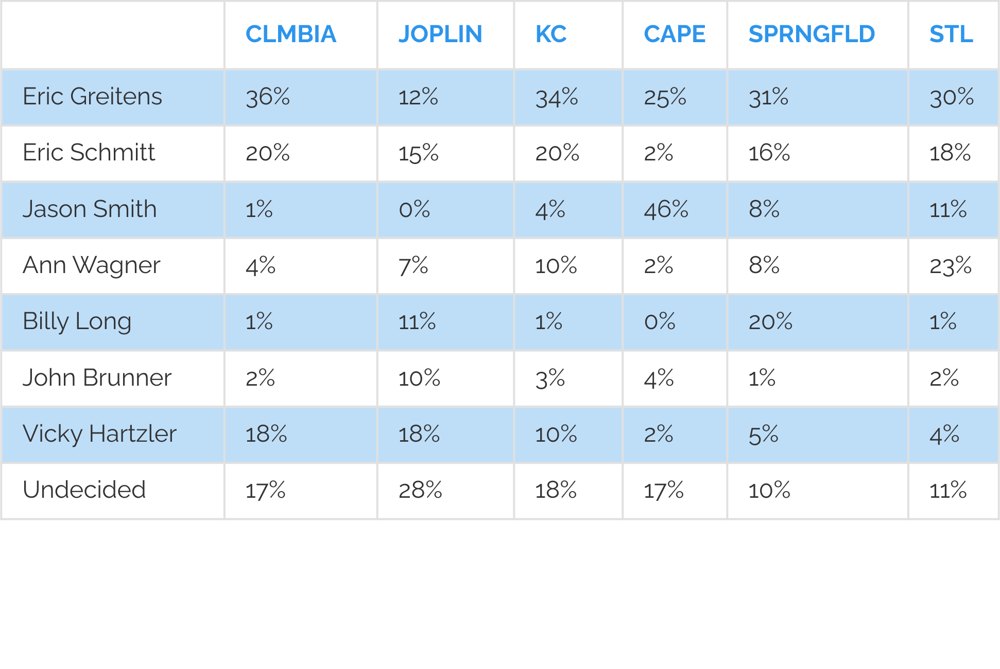 CLMBIA JOPLIN KC CAPE SPRNGFLD STL
Eric Greitens 36% 12% 34% 25% 31% 30%
Eric Schmitt 20% 15% 20% 2% 16% 18%
Jason Smith 1% 0% 4% 46% 8% 11%
Ann Wagner 4% 7% 10% 2% 8% 23%
Billy Long 1% 11% 1% 0% 20% 1%
John Brunner 2% 10% 3% 4% 1% 2%
Vicky Hartzler 18% 18% 10% 2% 5% 4%
Undecided 17% 28% 18% 17% 10% 11%